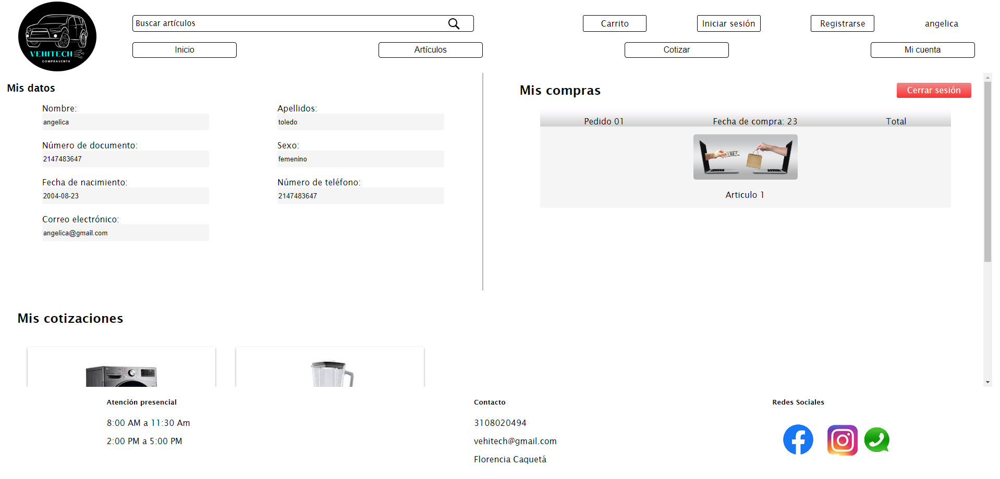 VEHITECH
COMPRAVENTA
Buscar artículos
Carrito
Iniciar sesión
Registrarse
angelica
Inicio
Artículos
Cotizar
Mi cuenta
Mis datos
Nombre:
angelica
Apellidos:
toledo
Número de documento:
2147483647
Sexo:
femenino
Fecha de nacimiento:
2004-08-23
Número de teléfono:
2147483647
Correo electrónico:
angelica@gmail.com
Mis compras
Cerrar sesión
Pedido 01
Fecha de compra: 23
Total
Articulo 1
Mis cotizaciones
Atención presencial
8:00 AM a 11:30 Am
2:00 PM a 5:00 PM
Contacto
3108020494
vehitech@gmail.com
Florencia Caquetá
Redes Sociales